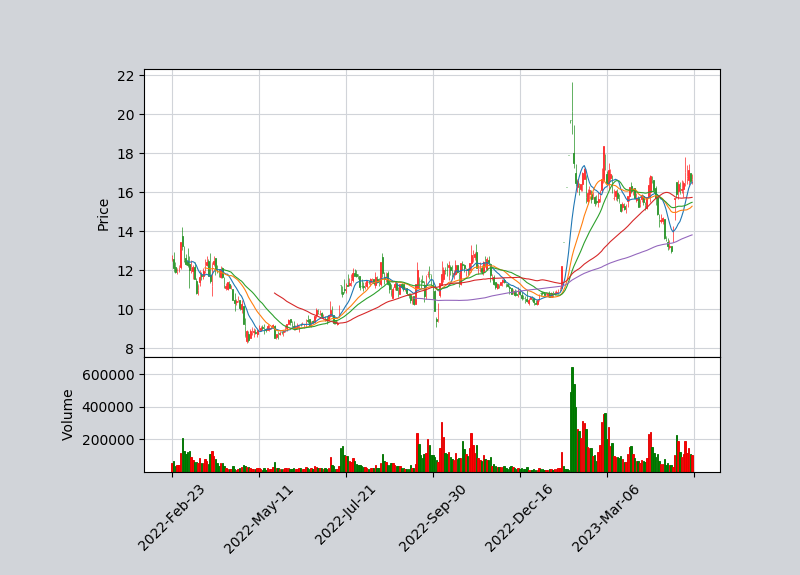 22
20
18
16
14
12
10
8
Price
600000
400000
200000
Volume
2022-Feb-23
2022-May-11
2022-Jul-21
2022-Sep-30
2022-Dec-16
2023-Mar-06